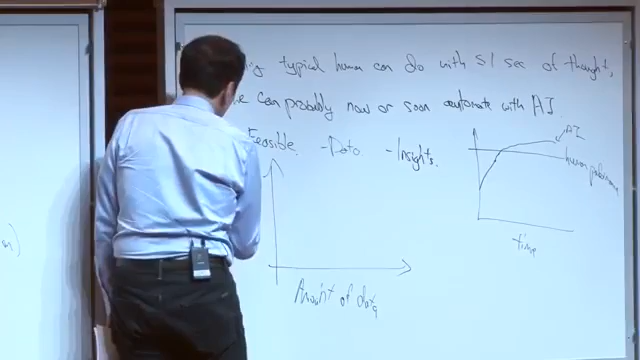 typical human can do with ≤1 sec of thought,
can probably now or soon automate with AI.
Feasible. - Data - Insights.
AI
human performance
time
Amount of data